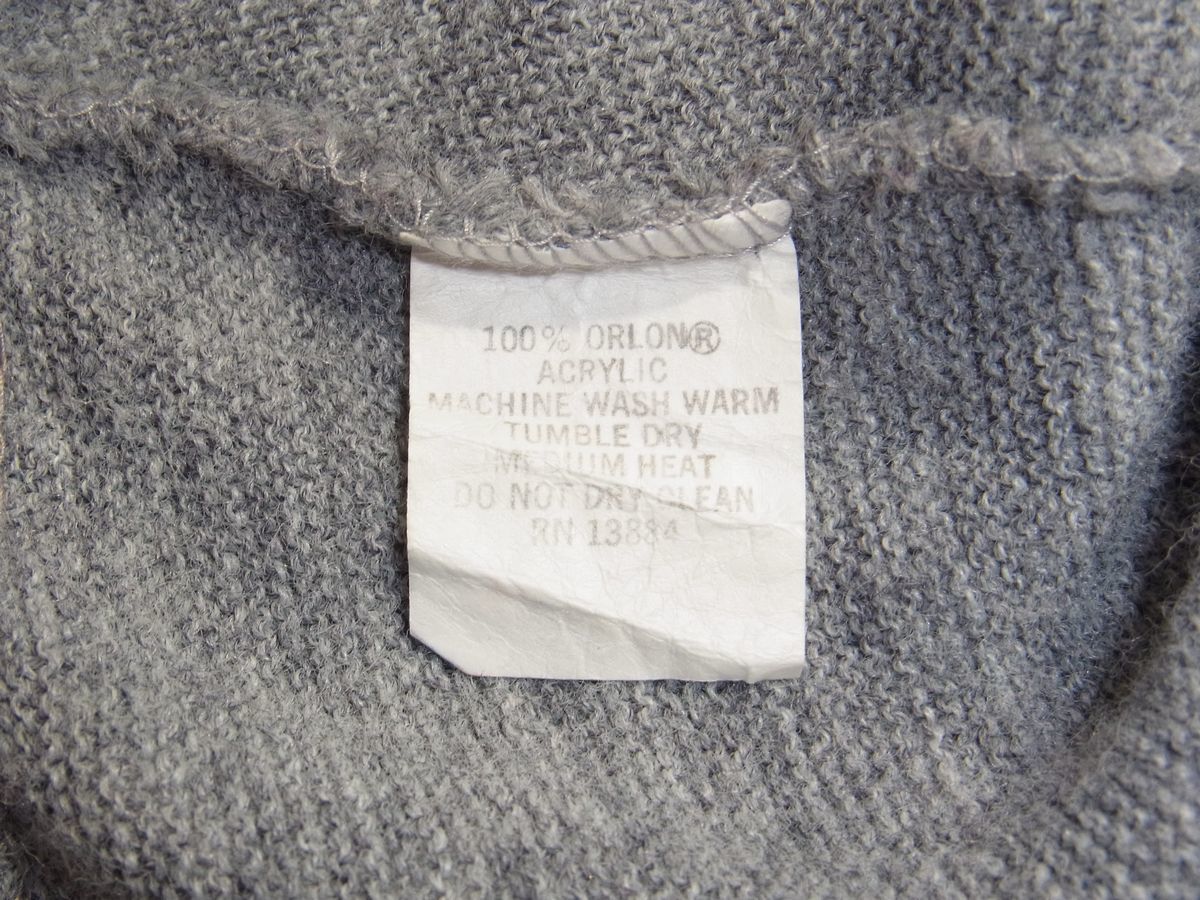 100% ORLON®
ACRYLIC
MACHINE WASH WARM
TUMBLE DRY
MEDIUM HEAT
DO NOT DRY CLEAN
RN 13884